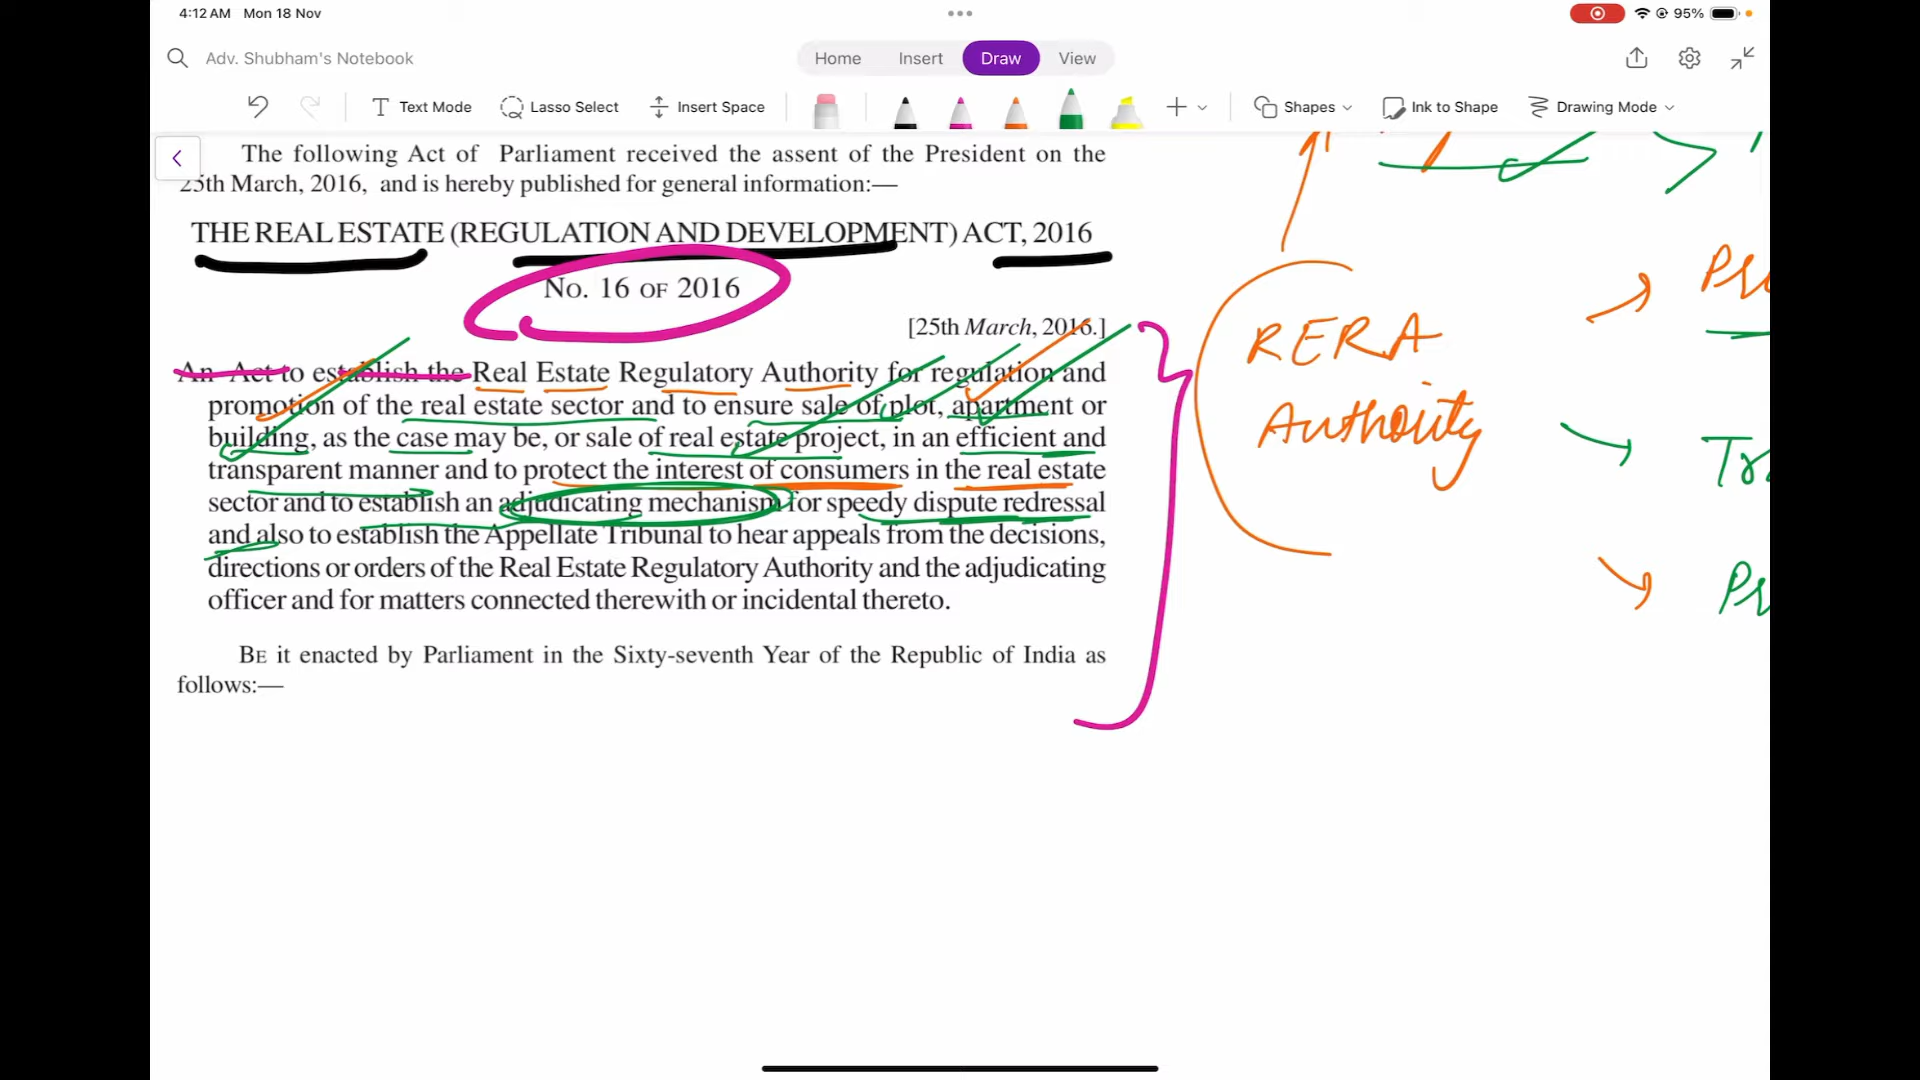 4:12 AM Mon 18 Nov
95%
Adv. Shubham's Notebook
Home Insert Draw View
Text Mode Lasso Select Insert Space Shapes Ink to Shape Drawing Mode
The following Act of Parliament received the assent of the President on the
25th March, 2016, and is hereby published for general information:—
THE REAL ESTATE (REGULATION AND DEVELOPMENT) ACT, 2016
No. 16 OF 2016
[25th March, 2016.]
An Act to establish the Real Estate Regulatory Authority for regulation and
promotion of the real estate sector and to ensure sale of plot, apartment or
building, as the case may be, or sale of real estate project, in an efficient and
transparent manner and to protect the interest of consumers in the real estate
sector and to establish an adjudicating mechanism for speedy dispute redressal
and also to establish the Appellate Tribunal to hear appeals from the decisions,
directions or orders of the Real Estate Regulatory Authority and the adjudicating
officer and for matters connected therewith or incidental thereto.
BE it enacted by Parliament in the Sixty-seventh Year of the Republic of India as
follows:—
RERA
Authority